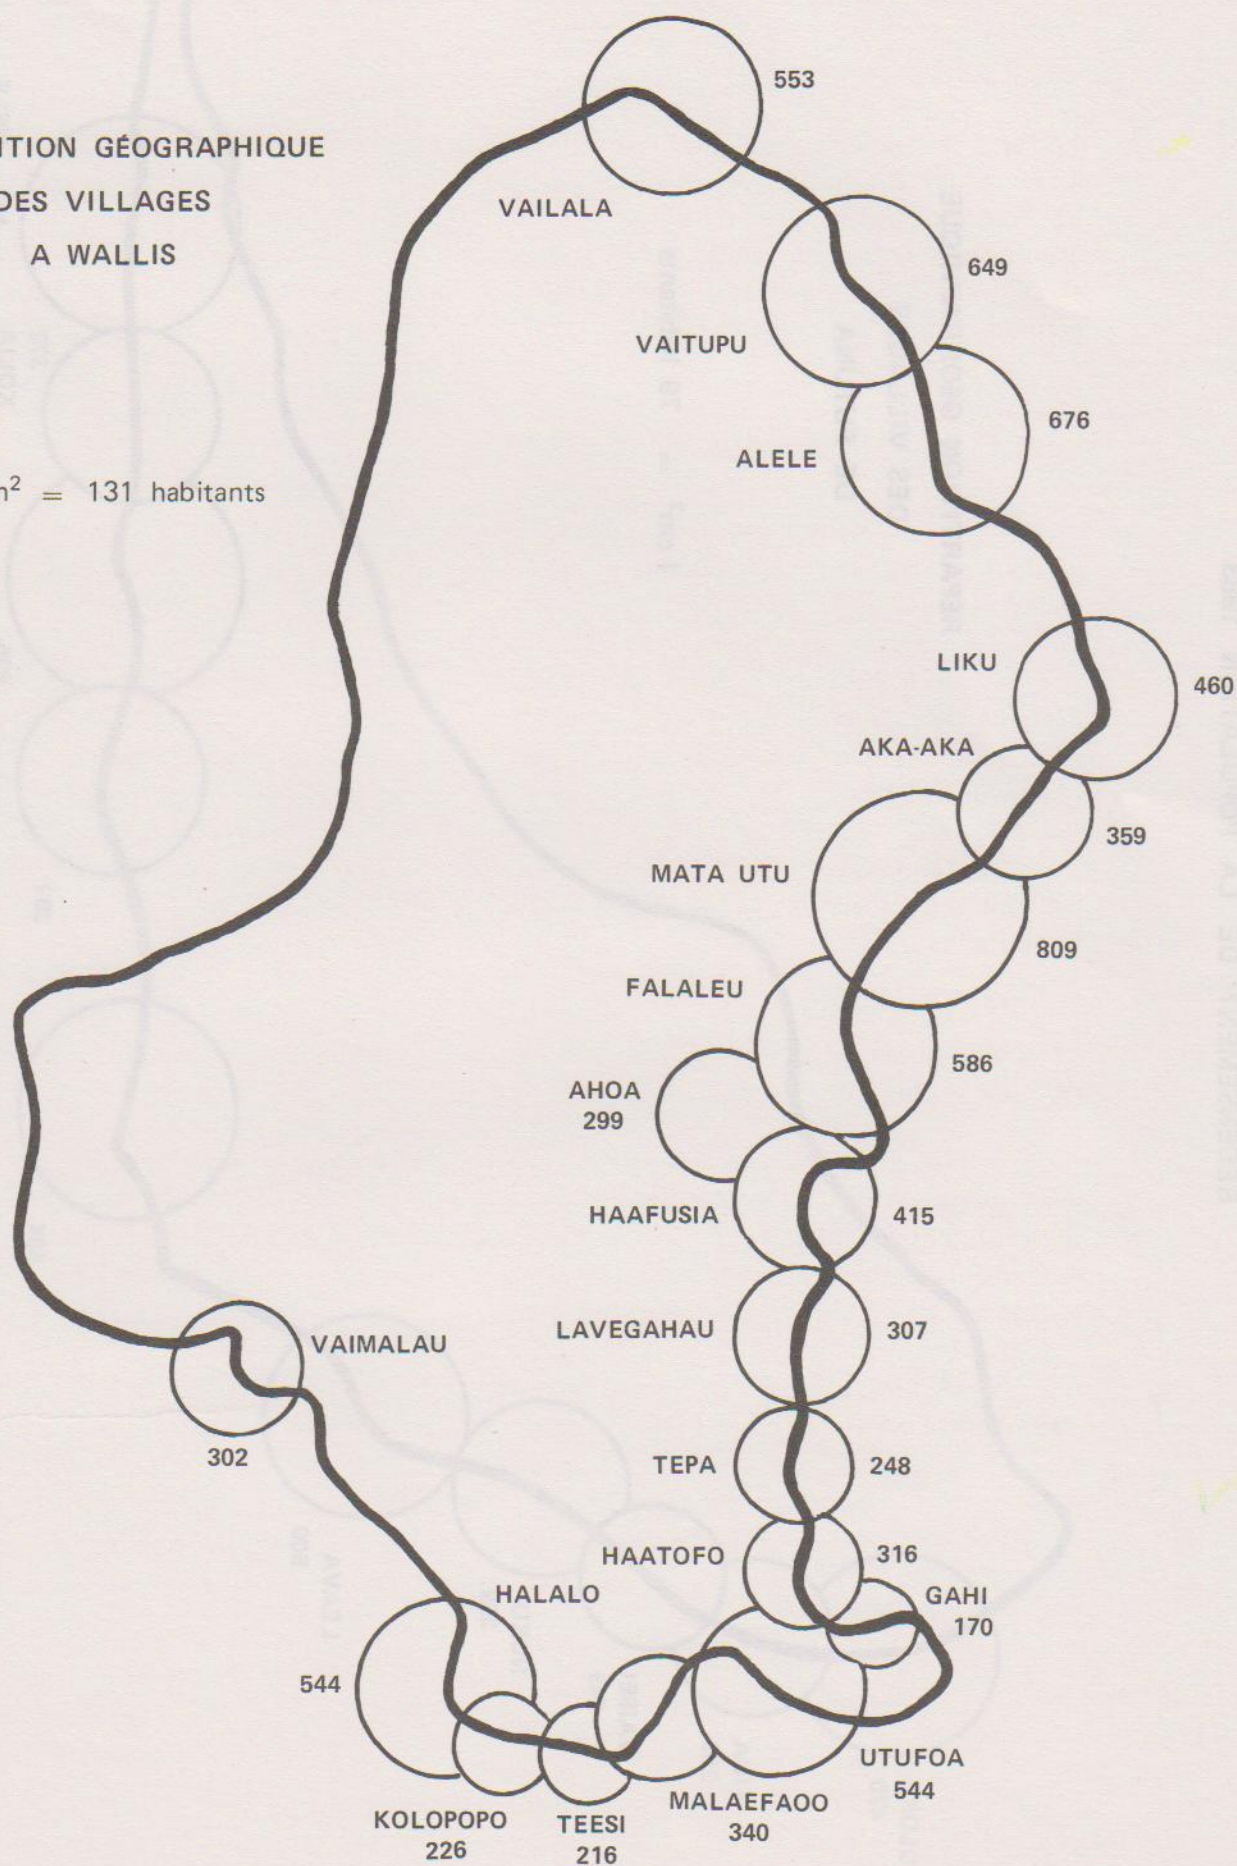 ITION GÉOGRAPHIQUE
DES VILLAGES
A WALLIS
= 131 habitants
553
VAILALA
649
VAITUPU
676
ALELE
LIKU
460
AKA-AKA
359
MATA UTU
809
FALALEU
586
AHOA
299
HAAFUSIA
415
LAVEGAHAU
307
VAIMALAU
302
TEPA
248
HAATOFO
316
GAHI
170
HALALO
544
UTUFOA
544
MALAEFAOO
340
KOLOPOPO
226
TEESI
216